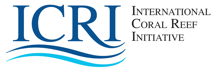 ICRI
INTERNATIONAL
CORAL REEF
INITIATIVE